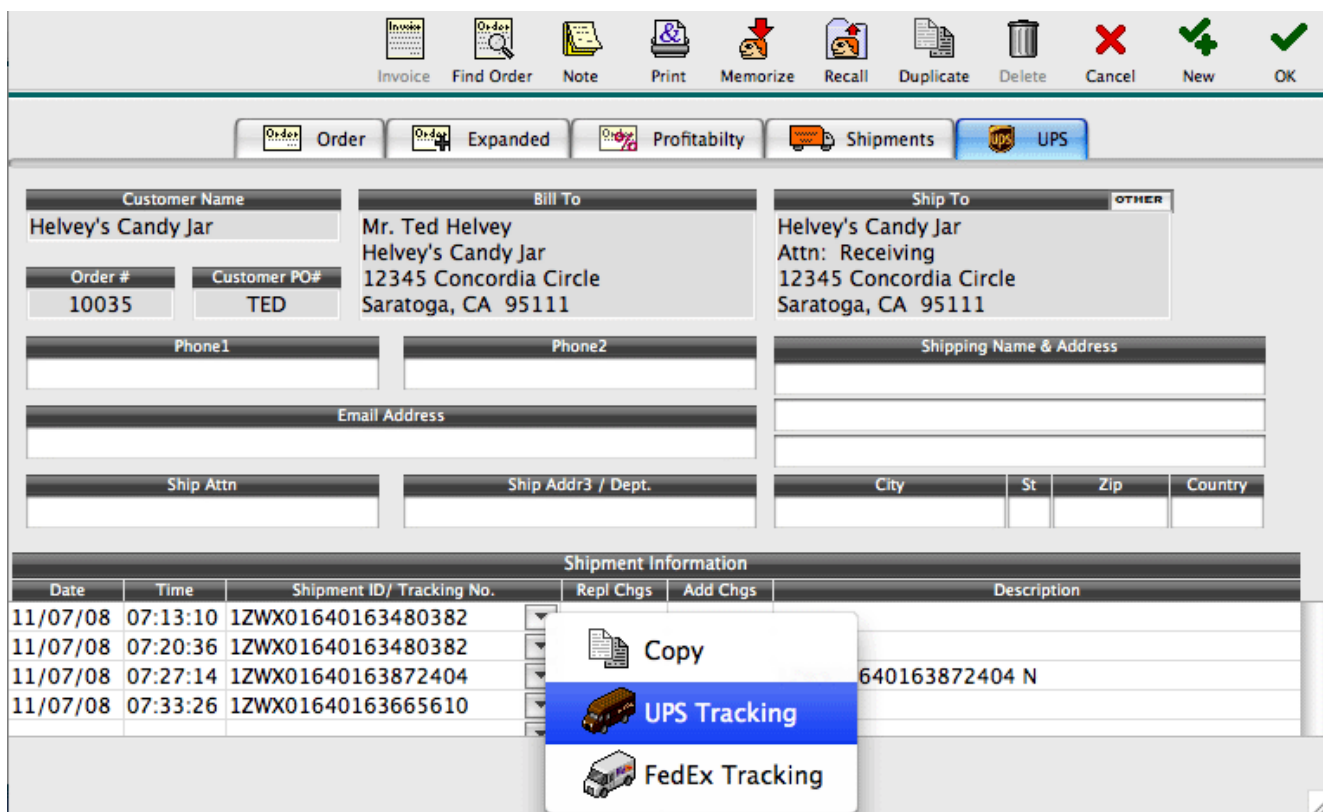 Invoice Find Order Note Print Memorize Recall Duplicate Delete Cancel New OK
Order Expanded Profitabilty Shipments UPS
Customer Name Bill To Ship To OTHER
Helvey's Candy Jar Mr. Ted Helvey Helvey's Candy Jar
Helvey's Candy Jar Attn: Receiving
Order # Customer PO# 12345 Concordia Circle 12345 Concordia Circle
10035 TED Saratoga, CA 95111 Saratoga, CA 95111
Phone1 Phone2 Shipping Name & Address
Email Address
Ship Attn Ship Addr3 / Dept. City St Zip Country
Shipment Information
Date Time Shipment ID/ Tracking No. Repl Chgs Add Chgs Description
11/07/08 07:13:10 1ZWX01640163480382
11/07/08 07:20:36 1ZWX01640163480382 Copy
11/07/08 07:27:14 1ZWX01640163872404 640163872404 N
11/07/08 07:33:26 1ZWX01640163665610 UPS Tracking
FedEx Tracking